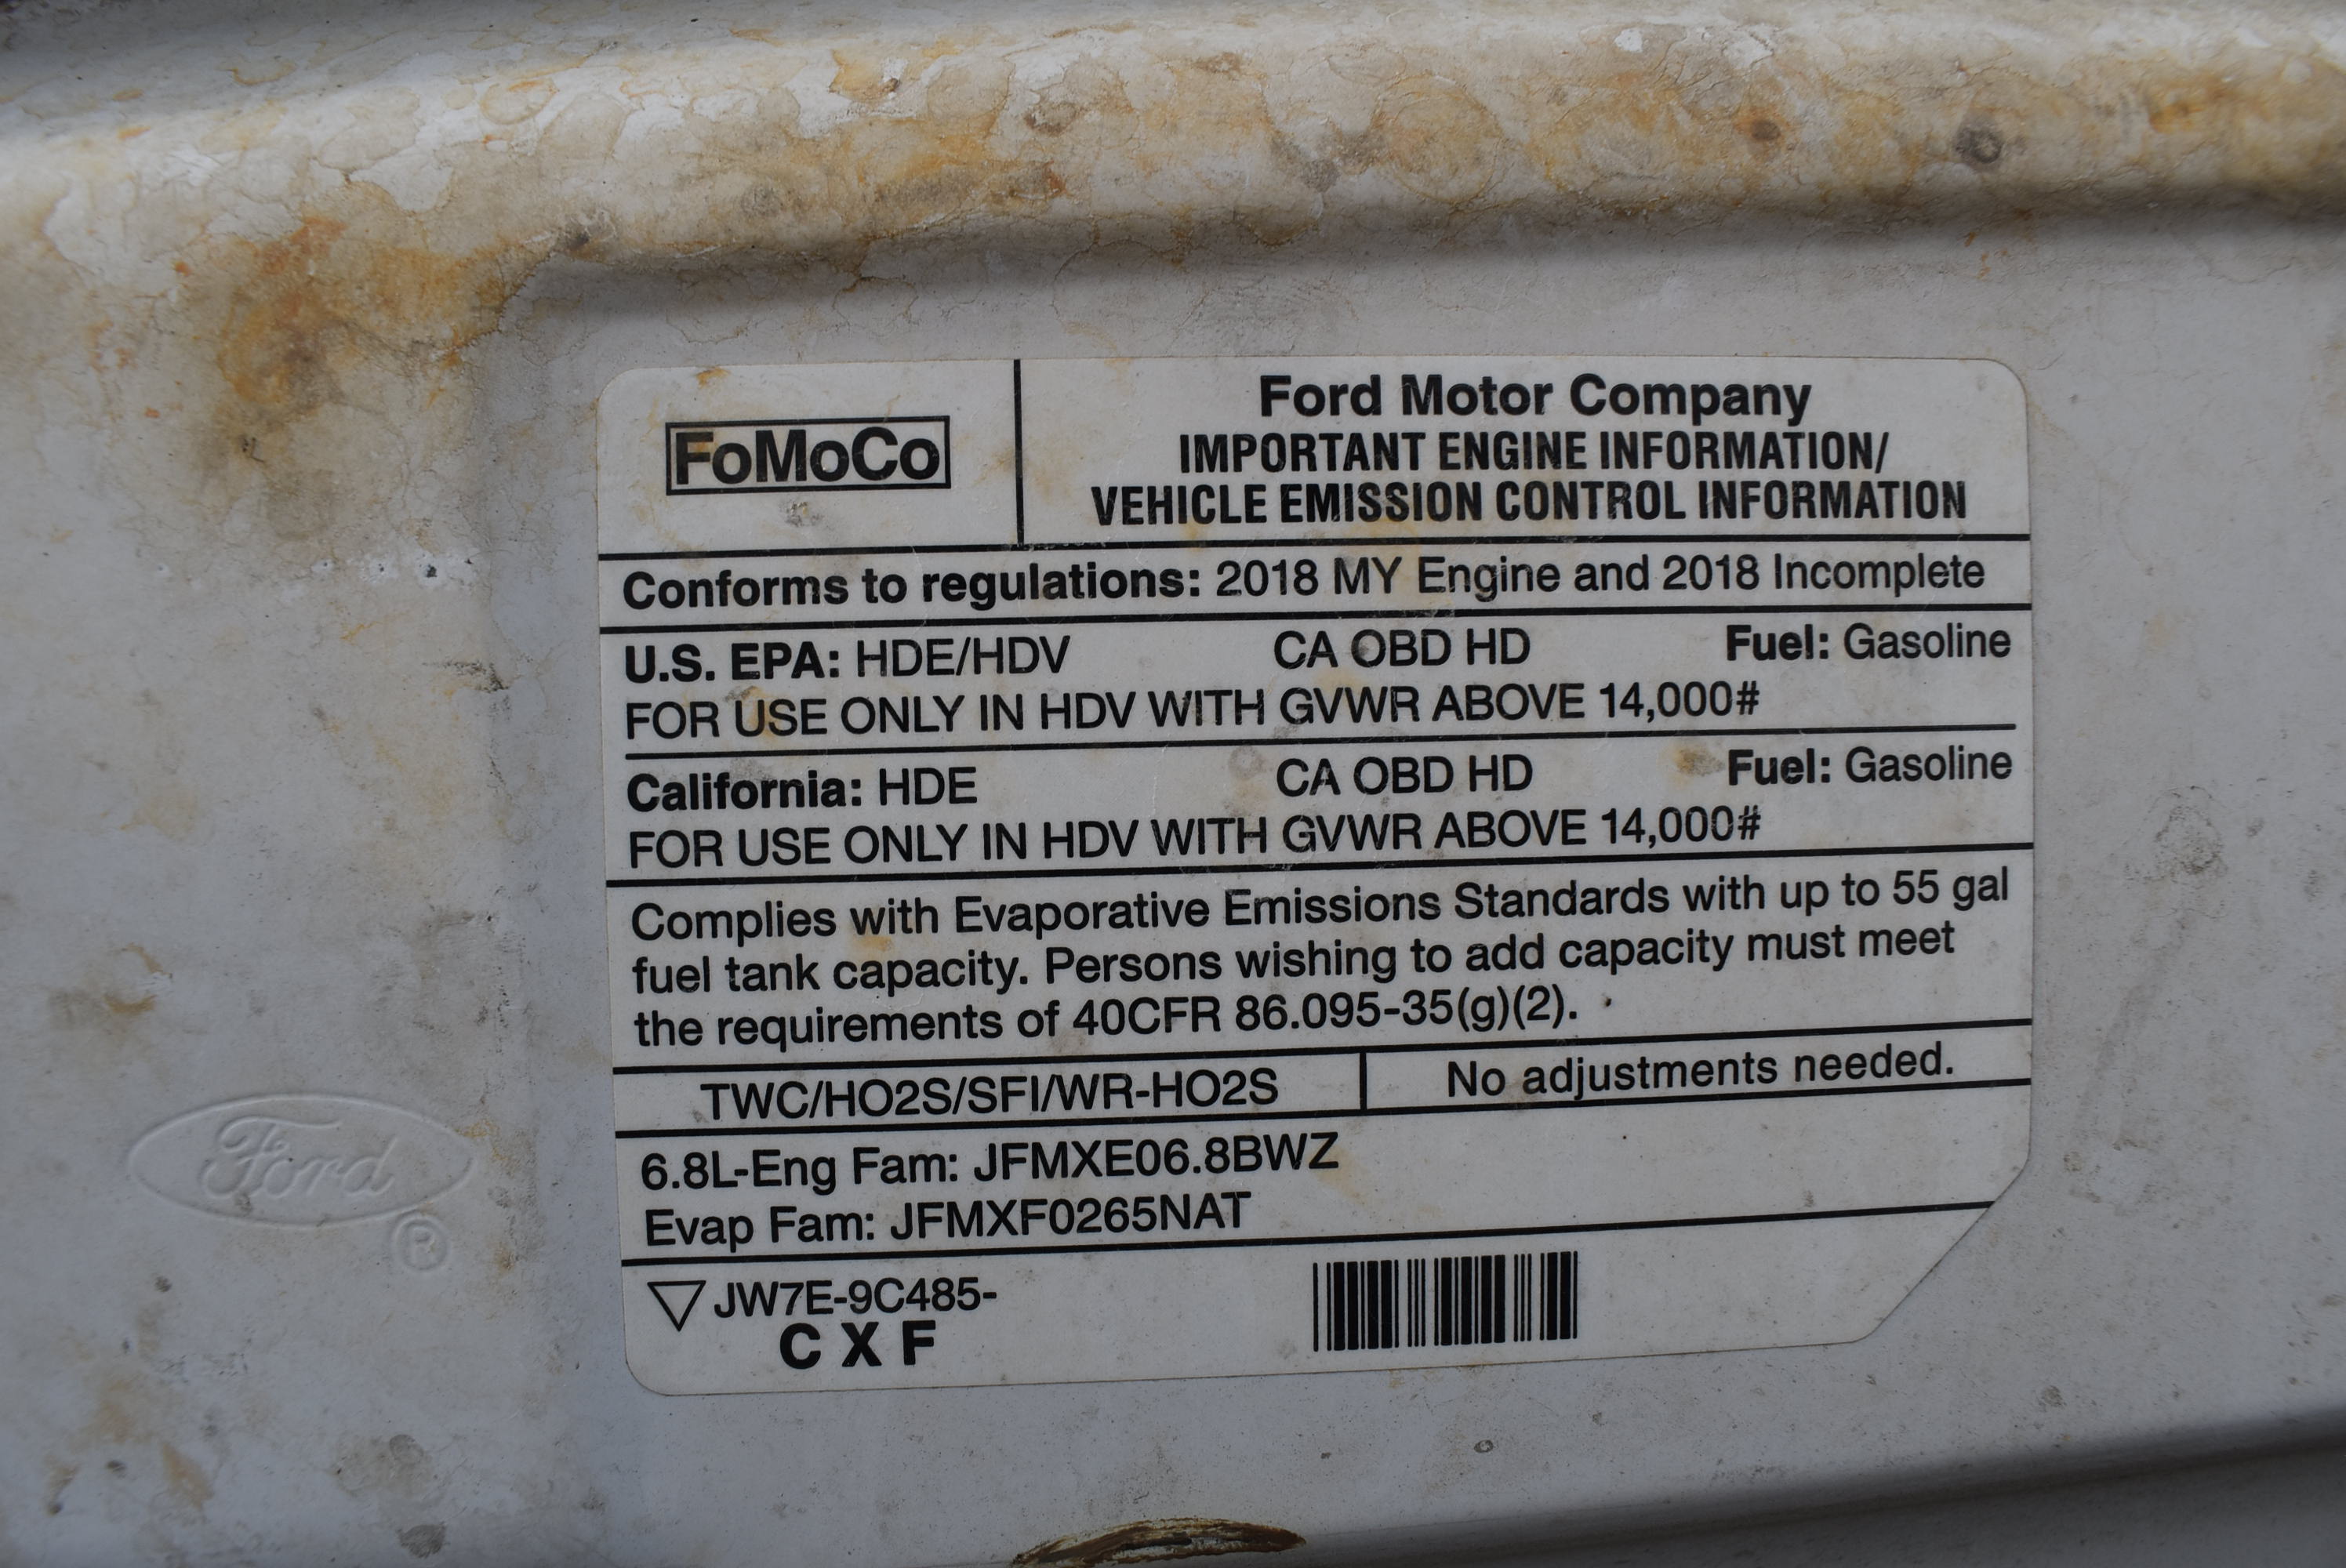 FoMoCo
Ford Motor Company
IMPORTANT ENGINE INFORMATION/
VEHICLE EMISSION CONTROL INFORMATION
Conforms to regulations: 2018 MY Engine and 2018 Incomplete
U.S. EPA: HDE/HDV CA OBD HD Fuel: Gasoline
FOR USE ONLY IN HDV WITH GVWR ABOVE 14,000#
California: HDE CA OBD HD Fuel: Gasoline
FOR USE ONLY IN HDV WITH GVWR ABOVE 14,000#
Complies with Evaporative Emissions Standards with up to 55 gal
fuel tank capacity. Persons wishing to add capacity must meet
the requirements of 40CFR 86.095-35(g)(2).
TWC/HO2S/SFI/WR-HO2S No adjustments needed.
6.8L-Eng Fam: JFMXE06.8BWZ
Evap Fam: JFMXF0265NAT
JW7E-9C485-
C X F
Ford
®